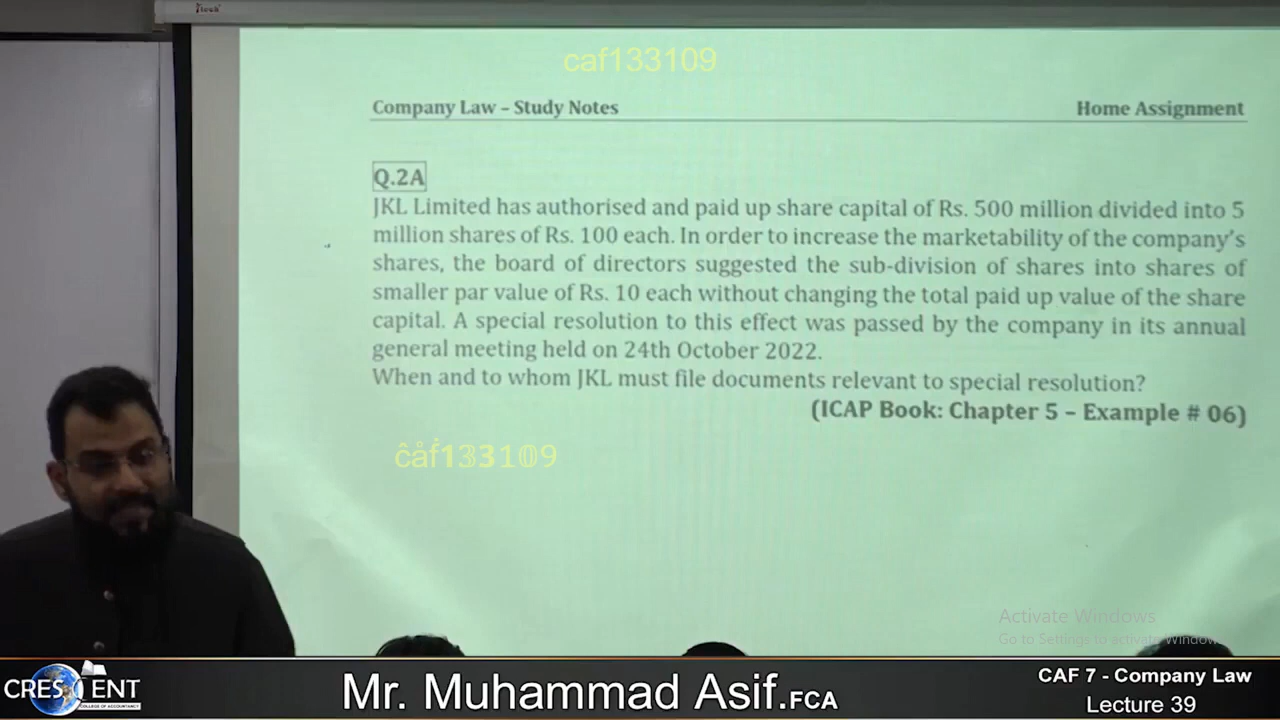 itech
caf133109
Company Law – Study Notes Home Assignment
Q.2A
JKL Limited has authorised and paid up share capital of Rs. 500 million divided into 5
million shares of Rs. 100 each. In order to increase the marketability of the company's
shares, the board of directors suggested the sub-division of shares into shares of
smaller par value of Rs. 10 each without changing the total paid up value of the share
capital. A special resolution to this effect was passed by the company in its annual
general meeting held on 24th October 2022.
When and to whom JKL must file documents relevant to special resolution?
(ICAP Book: Chapter 5 – Example # 06)
caf133109
Activate Windows
Go to Settings to activate Windows
CRESCENT
COLLEGE OF ACCOUNTANCY
Mr. Muhammad Asif.FCA
CAF 7 - Company Law
Lecture 39